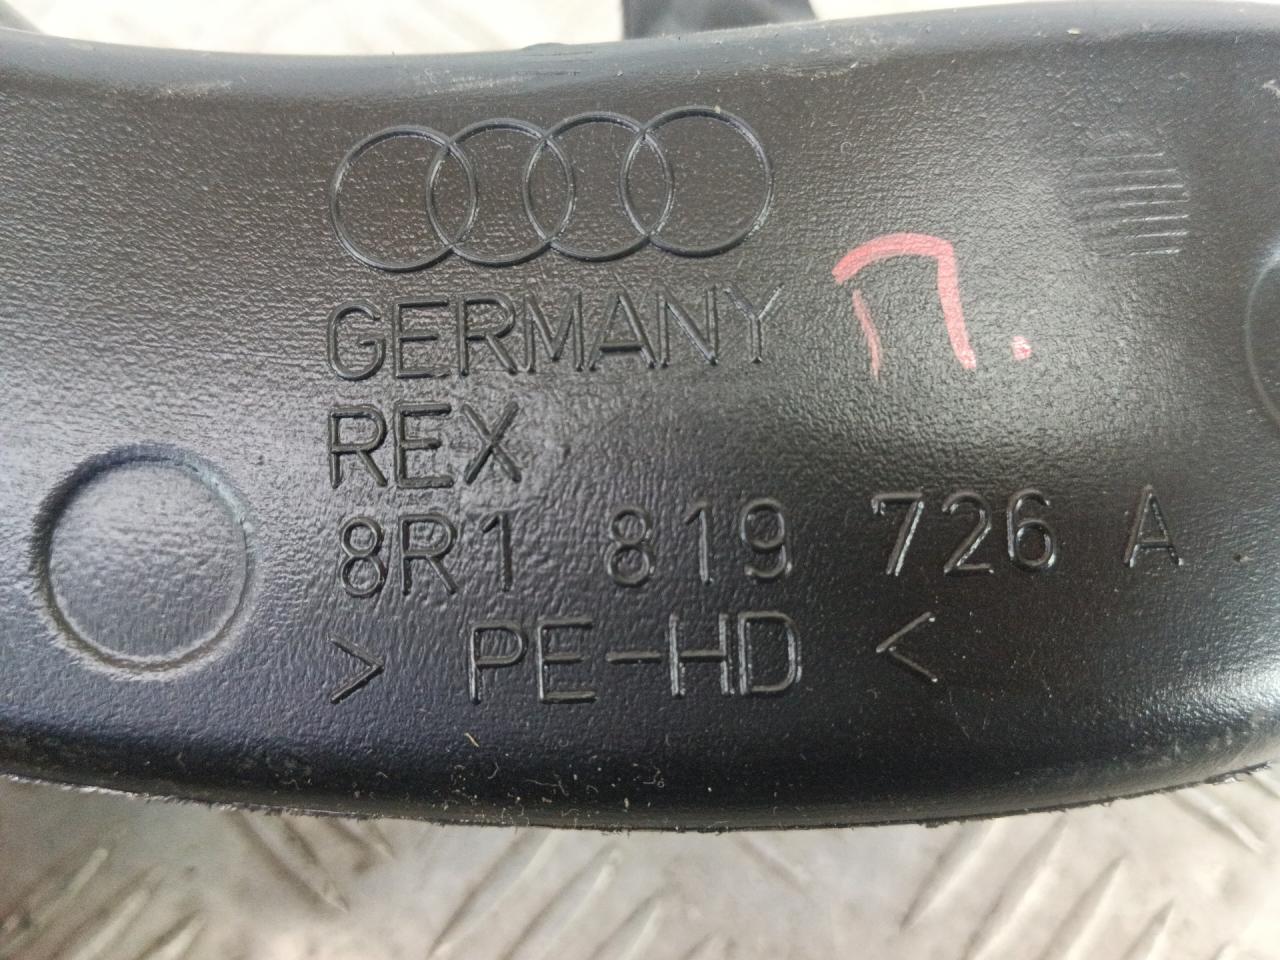 П.
GERMANY
REX
8R1 819 726 A
> PE-HD <